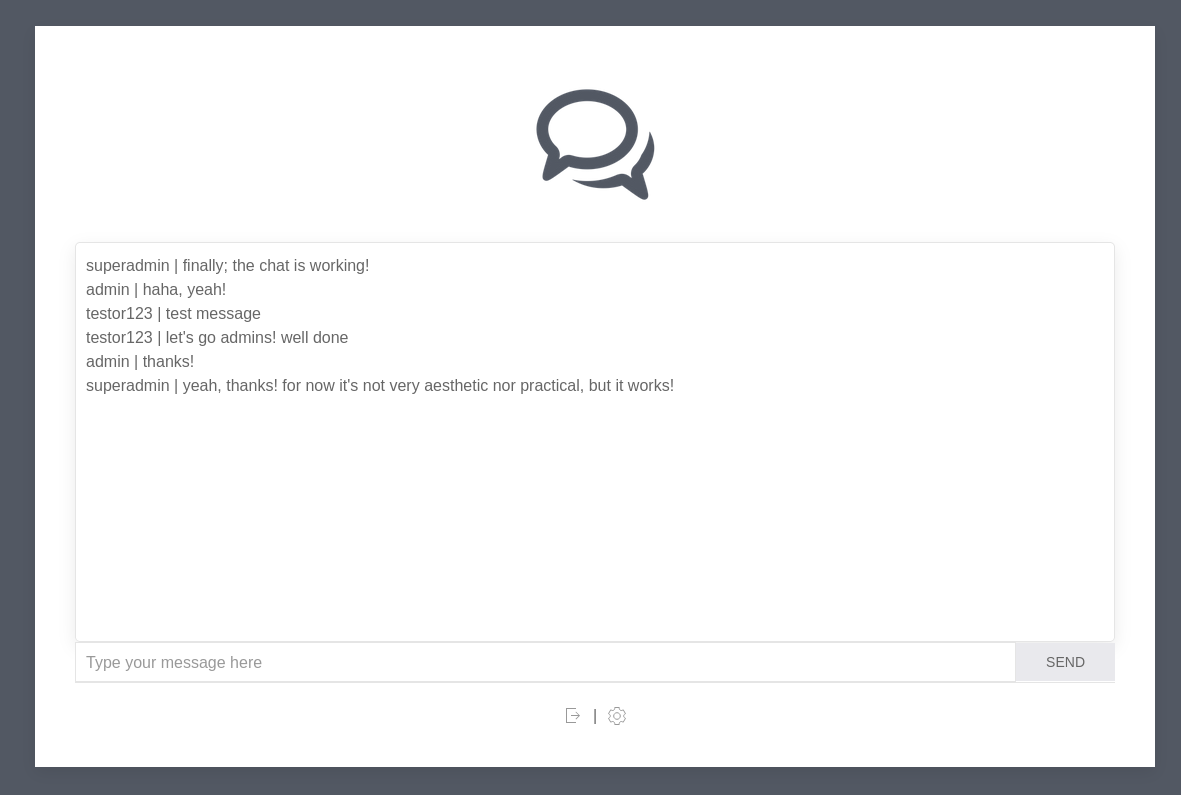 superadmin | finally; the chat is working!
admin | haha, yeah!
testor123 | test message
testor123 | let's go admins! well done
admin | thanks!
superadmin | yeah, thanks! for now it's not very aesthetic nor practical, but it works!
Type your message here
SEND
|